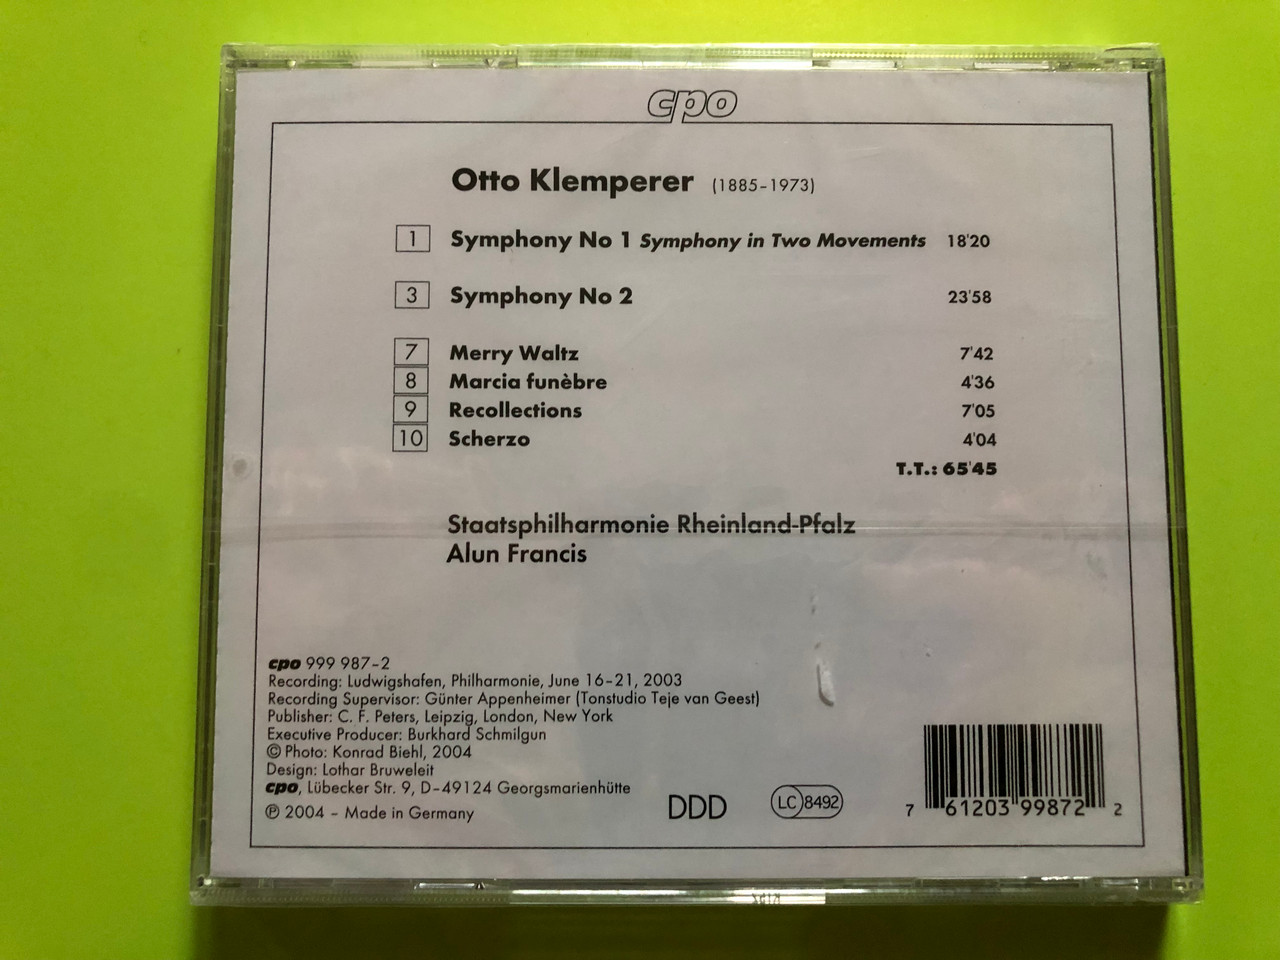 cpo
Otto Klemperer (1885-1973)
1 Symphony No 1 Symphony in Two Movements 18'20
3 Symphony No 2 23'58
7 Merry Waltz 7'42
8 Marcia funèbre 4'36
9 Recollections 7'05
10 Scherzo 4'04
T.T.: 65'45
Staatsphilharmonie Rheinland-Pfalz
Alun Francis
cpo 999 987-2
Recording: Ludwigshafen, Philharmonie, June 16-21, 2003
Recording Supervisor: Günter Appenheimer (Tonstudio Teje van Geest)
Publisher: C. F. Peters, Leipzig, London, New York
Executive Producer: Burkhard Schmilgun
© Photo: Konrad Biehl, 2004
Design: Lothar Bruweleit
cpo, Lübecker Str. 9, D-49124 Georgsmarienhütte
℗ 2004 - Made in Germany
DDD
LC 8492
7 61203 99872 2